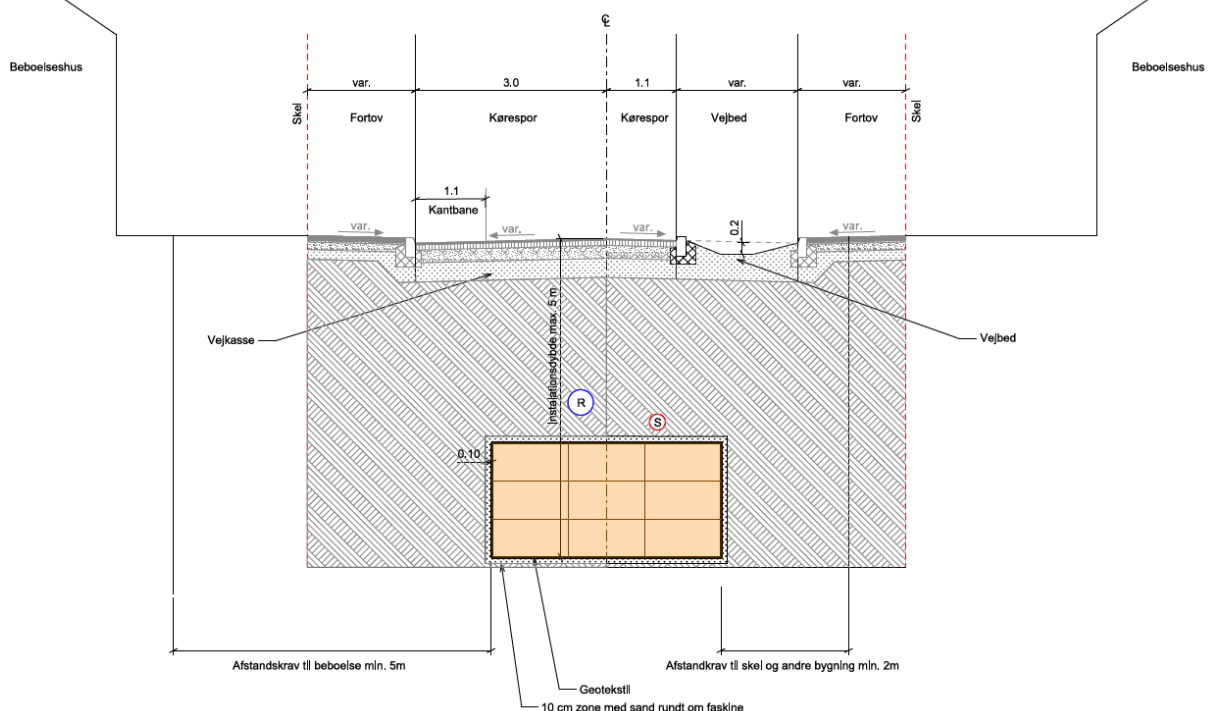 ℄
Beboelseshus
Beboelseshus
var.
3.0
1.1
var.
var.
Skel
Fortov
Kørespor
Kørespor
Vejbed
Fortov
Skel
1.1
Kantbane
var.
var.
var.
0.2
var.
Vejkasse
Instalationsdybde max. 5 m
Vejbed
R
S
0.10
Afstandskrav til beboelse min. 5m
Afstandkrav til skel og andre bygning min. 2m
Geotekstil
10 cm zone med sand rundt om faskine